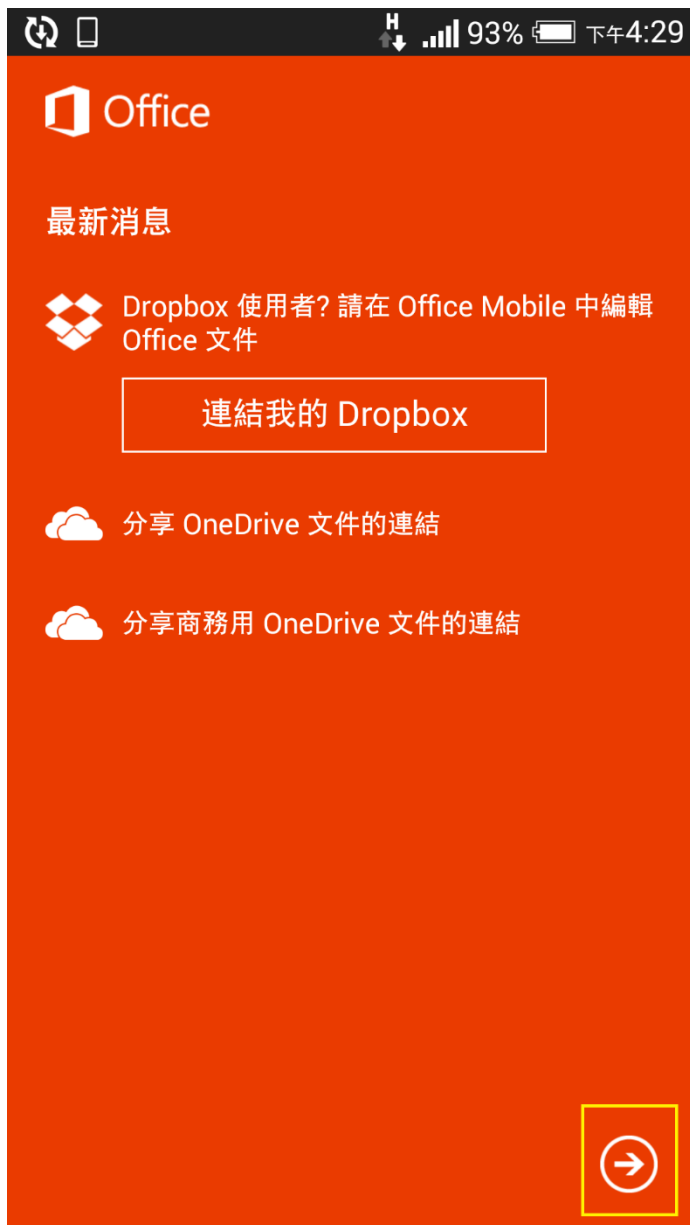 H 93% 下午4:29
Office
最新消息
Dropbox 使用者? 請在 Office Mobile 中編輯
Office 文件
連結我的 Dropbox
分享 OneDrive 文件的連結
分享商務用 OneDrive 文件的連結